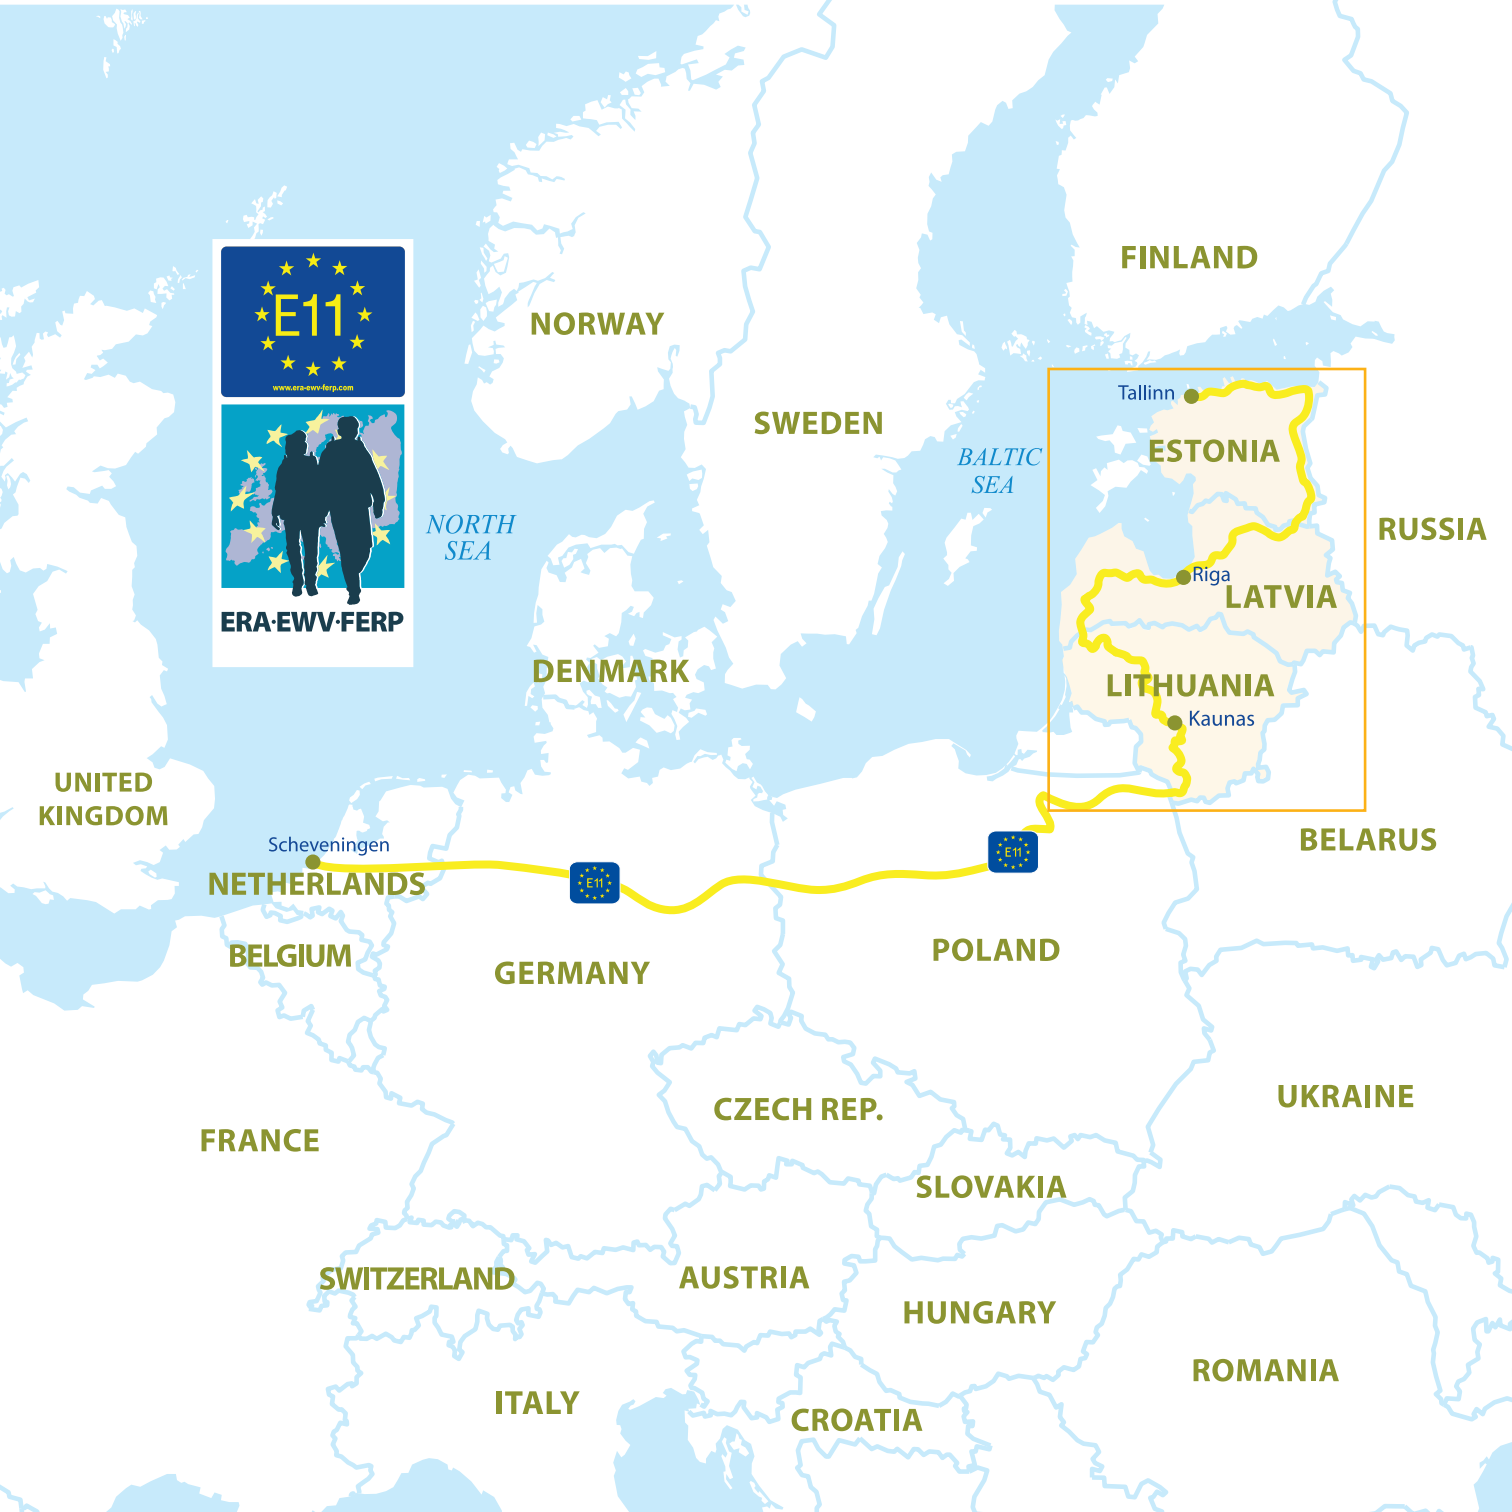 FINLAND
E11
www.era-ewv-ferp.com
NORWAY
Tallinn
SWEDEN
ESTONIA
BALTIC
SEA
NORTH
SEA
RUSSIA
Riga
LATVIA
ERA·EWV·FERP
DENMARK
LITHUANIA
Kaunas
UNITED
KINGDOM
Scheveningen
BELARUS
E11
E11
NETHERLANDS
BELGIUM
GERMANY
POLAND
UKRAINE
CZECH REP.
FRANCE
SLOVAKIA
SWITZERLAND
AUSTRIA
HUNGARY
ROMANIA
ITALY
CROATIA